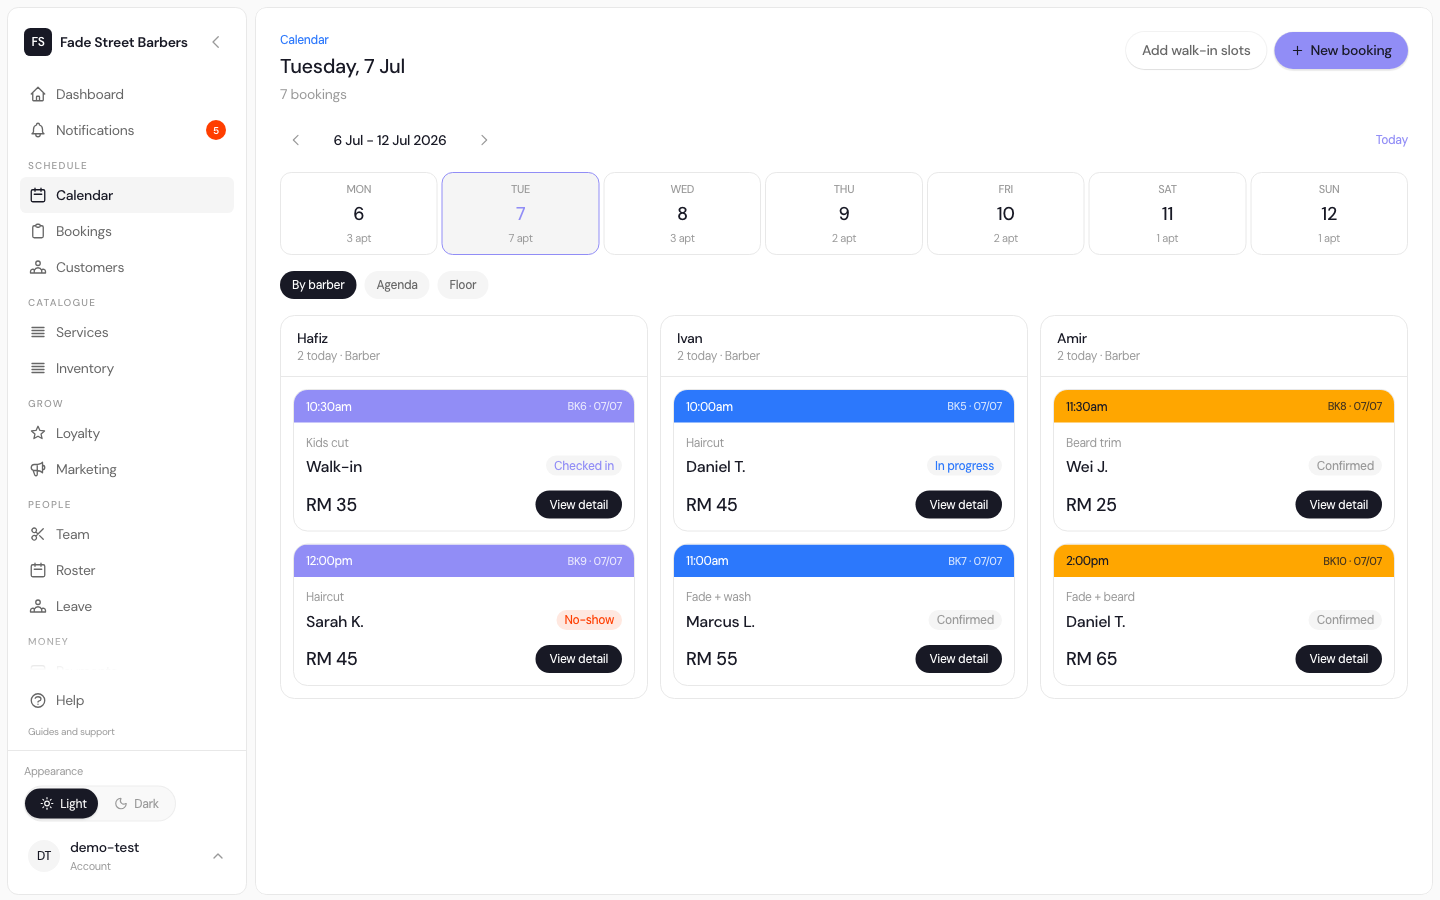 FS Fade Street Barbers
Dashboard
Notifications 5
SCHEDULE
Calendar
Bookings
Customers
CATALOGUE
Services
Inventory
GROW
Loyalty
Marketing
PEOPLE
Team
Roster
Leave
MONEY
Help
Guides and support
Appearance
Light Dark
DT demo-test
Account
Calendar
Tuesday, 7 Jul
7 bookings
Add walk-in slots + New booking
6 Jul - 12 Jul 2026
Today
MON TUE WED THU FRI SAT SUN
6 7 8 9 10 11 12
3 apt 7 apt 3 apt 2 apt 2 apt 1 apt 1 apt
By barber Agenda Floor
Hafiz
2 today · Barber
10:30am BK6 · 07/07
Kids cut
Walk-in Checked in
RM 35 View detail
12:00pm BK9 · 07/07
Haircut
Sarah K. No-show
RM 45 View detail
Ivan
2 today · Barber
10:00am BK5 · 07/07
Haircut
Daniel T. In progress
RM 45 View detail
11:00am BK7 · 07/07
Fade + wash
Marcus L. Confirmed
RM 55 View detail
Amir
2 today · Barber
11:30am BK8 · 07/07
Beard trim
Wei J. Confirmed
RM 25 View detail
2:00pm BK10 · 07/07
Fade + beard
Daniel T. Confirmed
RM 65 View detail